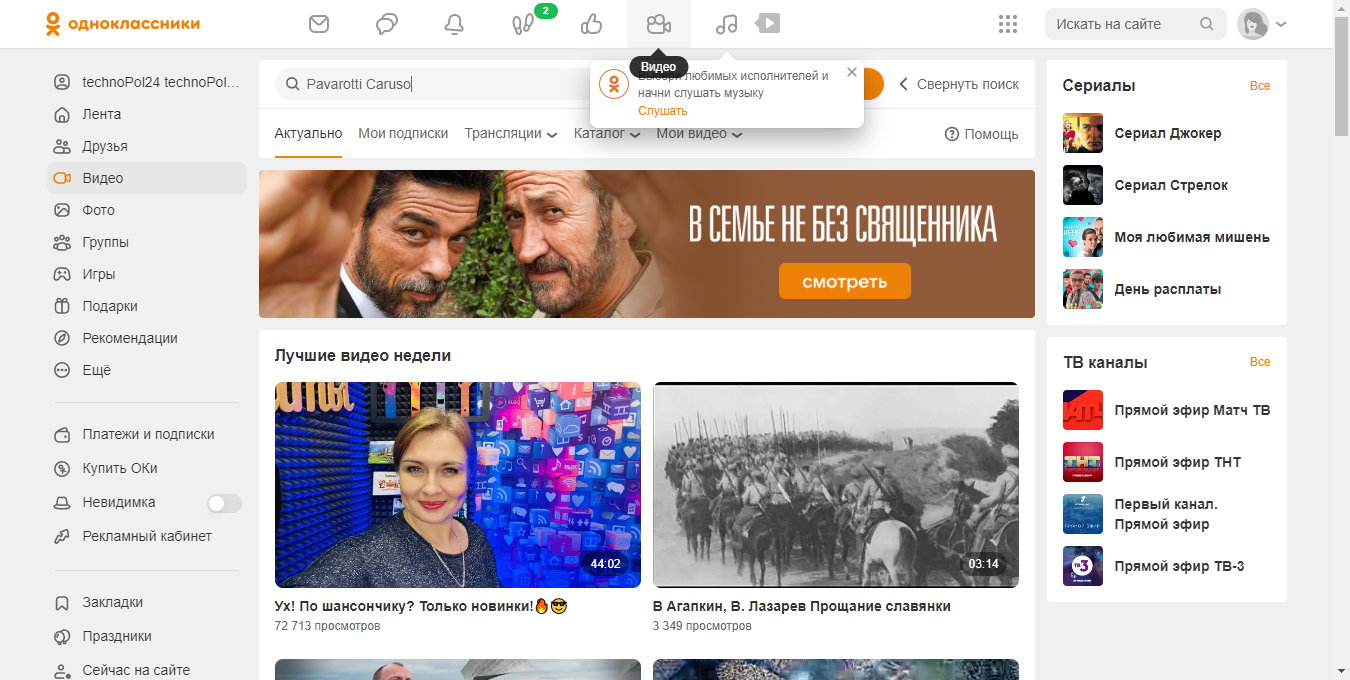 одноклассники
2
Искать на сайте
technoPol24 technoPol...
Лента
Друзья
Видео
Фото
Группы
Игры
Подарки
Рекомендации
Ещё
Платежи и подписки
Купить ОКи
Невидимка
Рекламный кабинет
Закладки
Праздники
Сейчас на сайте
Pavarotti Caruso
Видео
Выбери любимых исполнителей и
начни слушать музыку
Слушать
Свернуть поиск
Актуально
Мои подписки
Трансляции
Каталог
Мои видео
Помощь
В СЕМЬЕ НЕ БЕЗ СВЯЩЕННИКА
смотреть
Лучшие видео недели
44:02
03:14
Ух! По шансончику? Только новинки!🔥😎
72 713 просмотров
В Агапкин, В. Лазарев Прощание славянки
3 349 просмотров
Сериалы
Все
Сериал Джокер
Сериал Стрелок
Моя любимая мишень
День расплаты
ТВ каналы
Все
Прямой эфир Матч ТВ
Прямой эфир ТНТ
Первый канал.
Прямой эфир
Прямой эфир ТВ-3